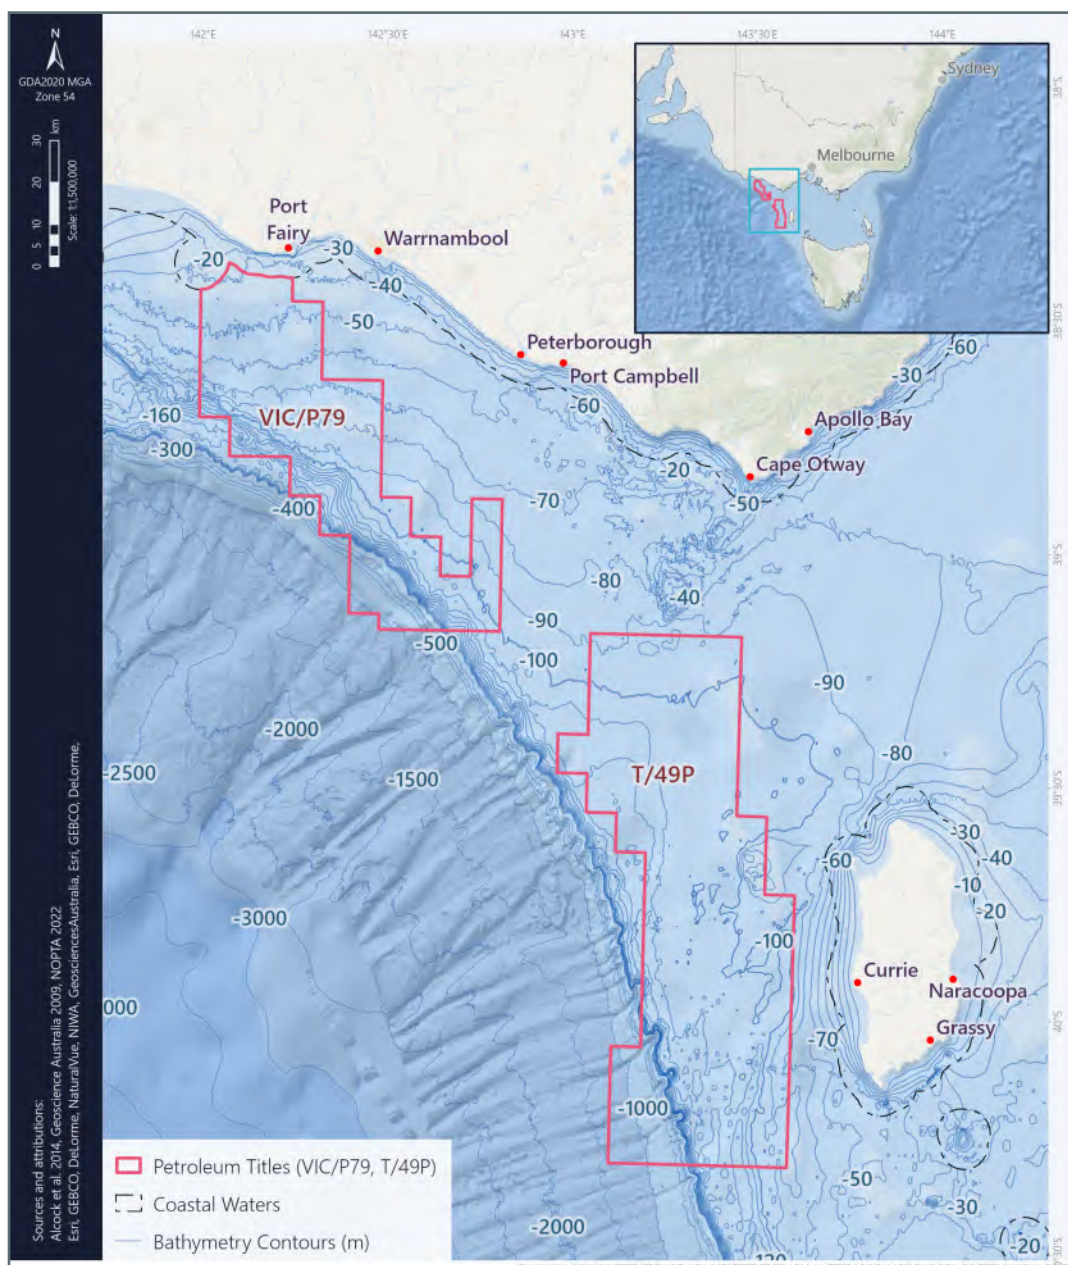 142°E
142°30'E
143°E
143°30'E
144°E
N
GDA2020 MGA
Zone 54
km
0 5 10 20 30
Scale: 1:1,500,000
38°S
38°30'S
39°S
39°30'S
40°S
Sydney
Melbourne
Port
Fairy
Warrnambool
-20
-30
-40
-50
Peterborough
Port Campbell
-60
-60
-30
Apollo Bay
Cape Otway
-20
-50
VIC/P79
-160
-300
-400
-70
-80
-40
-90
-100
-500
-90
-80
-2000
-2500
-1500
T/49P
-30
-40
-60
-10
-20
-3000
-100
Currie
Naracoopa
Grassy
-70
000
-1000
-50
-30
-20
-2000
Petroleum Titles (VIC/P79, T/49P)
Coastal Waters
Bathymetry Contours (m)
Sources and attributions:
Alcock et al. 2014, Geoscience Australia 2009, NOPTA 2022
Esri, GEBCO, DeLorme, NaturalVue, NIWA, GeosciencesAustralia, Esri, GEBCO, DeLorme,